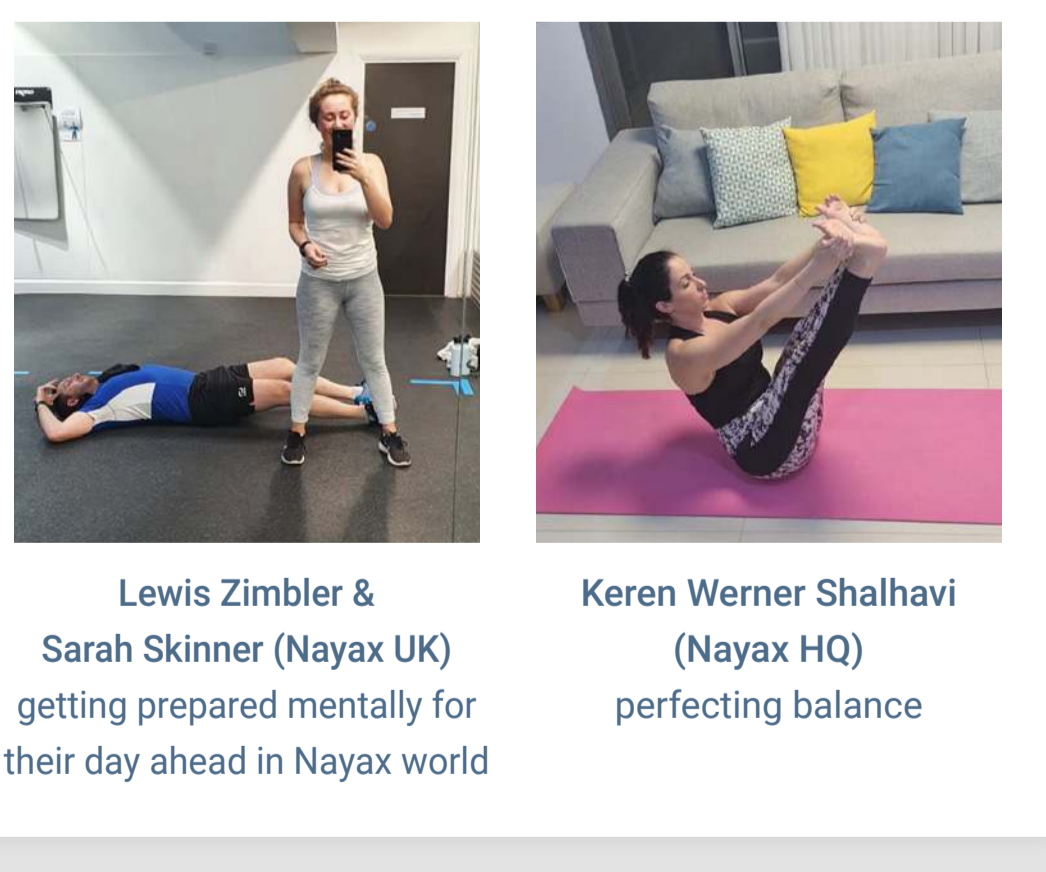 Lewis Zimbler &
Sarah Skinner (Nayax UK)
getting prepared mentally for
their day ahead in Nayax world
Keren Werner Shalhavi
(Nayax HQ)
perfecting balance